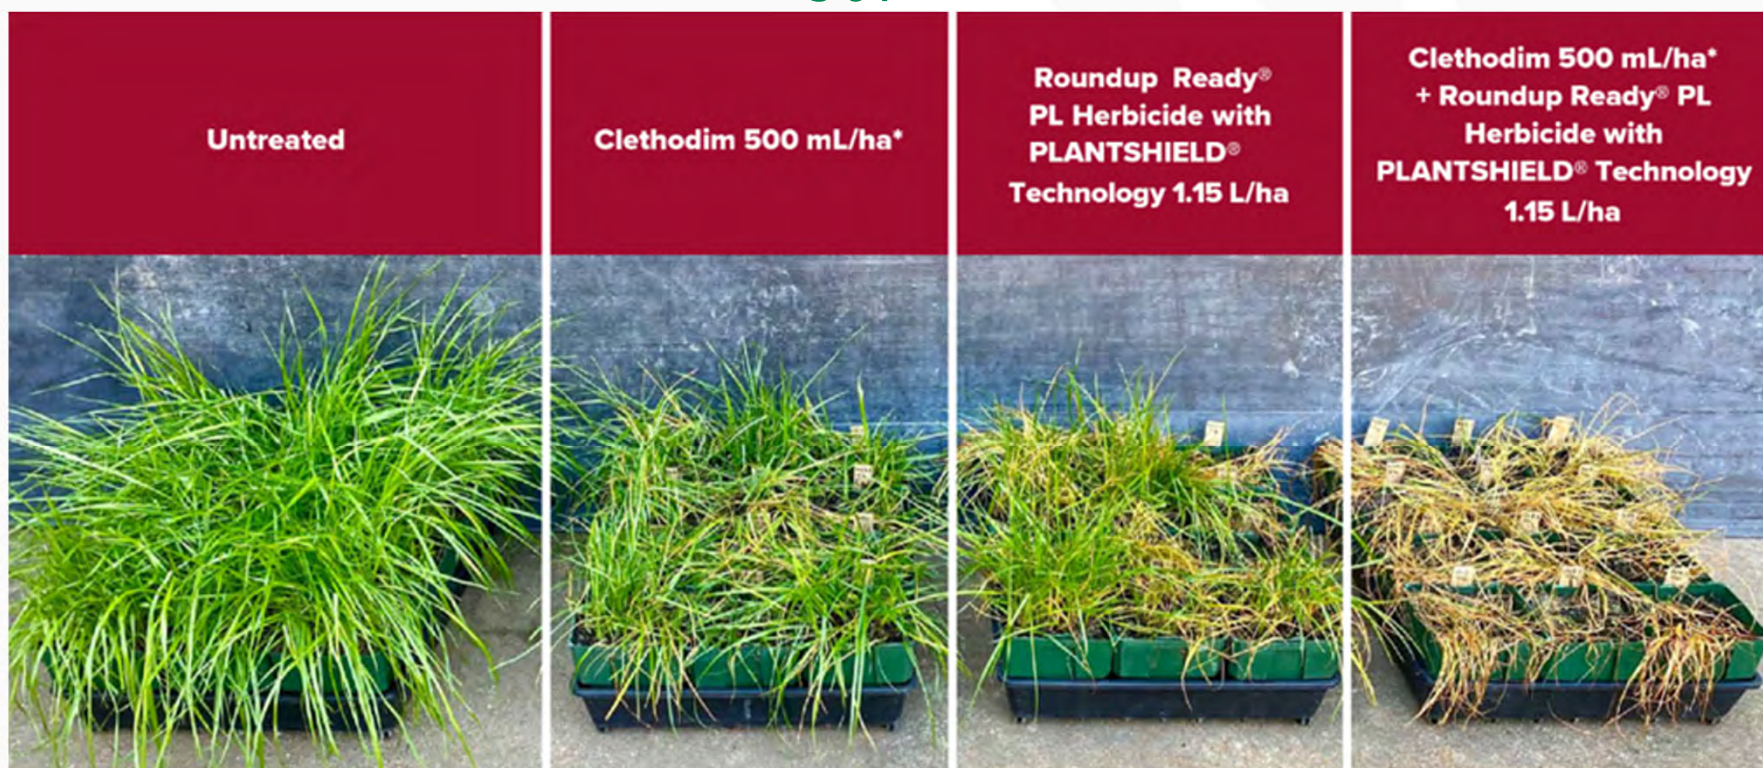 Untreated
Clethodim 500 mL/ha*
Roundup Ready®
PL Herbicide with
PLANTSHIELD®
Technology 1.15 L/ha
Clethodim 500 mL/ha*
+ Roundup Ready® PL
Herbicide with
PLANTSHIELD® Technology
1.15 L/ha